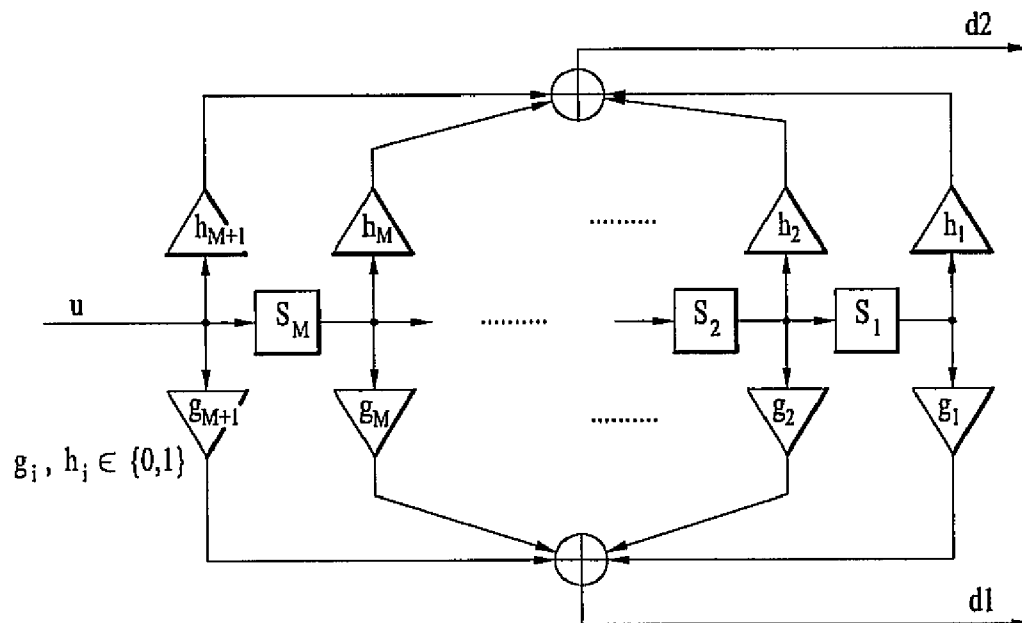 d2
h_{M+1} h_M ......... h_2 h_1
u S_M ......... S_2 S_1
g_{M+1} g_M ......... g_2 g_1
g_i , h_i ∈ {0,1}
d1